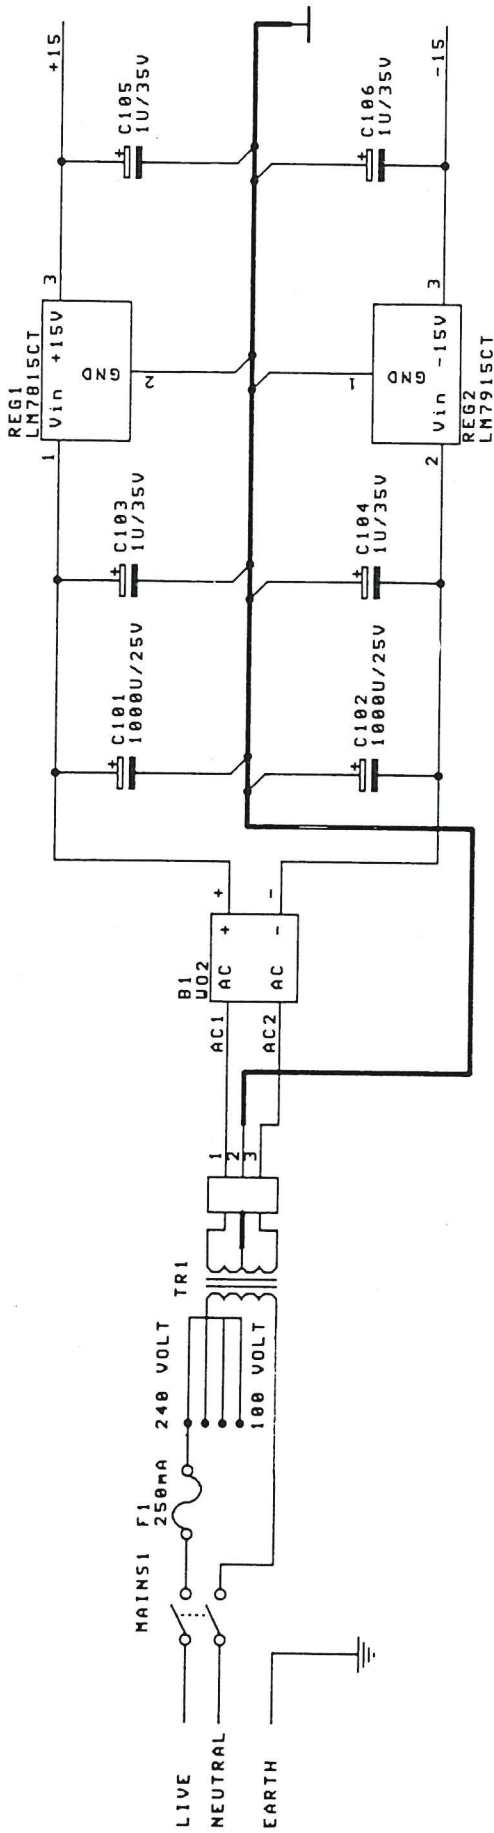 LIVE
NEUTRAL
EARTH
MAINS1
F1
250mA
240 VOLT
100 VOLT
TR1
1
2
3
AC1
AC2
B1
W02
AC
+
AC
-
+
-
C101
1000U/25V
+
C102
1000U/25V
+
C103
1U/35V
+
C104
1U/35V
+
REG1
LM7815CT
1
Vin
+15V
3
GND
2
REG2
LM7915CT
2
Vin
-15V
3
GND
1
C105
1U/35V
+
C106
1U/35V
+
+15
-15